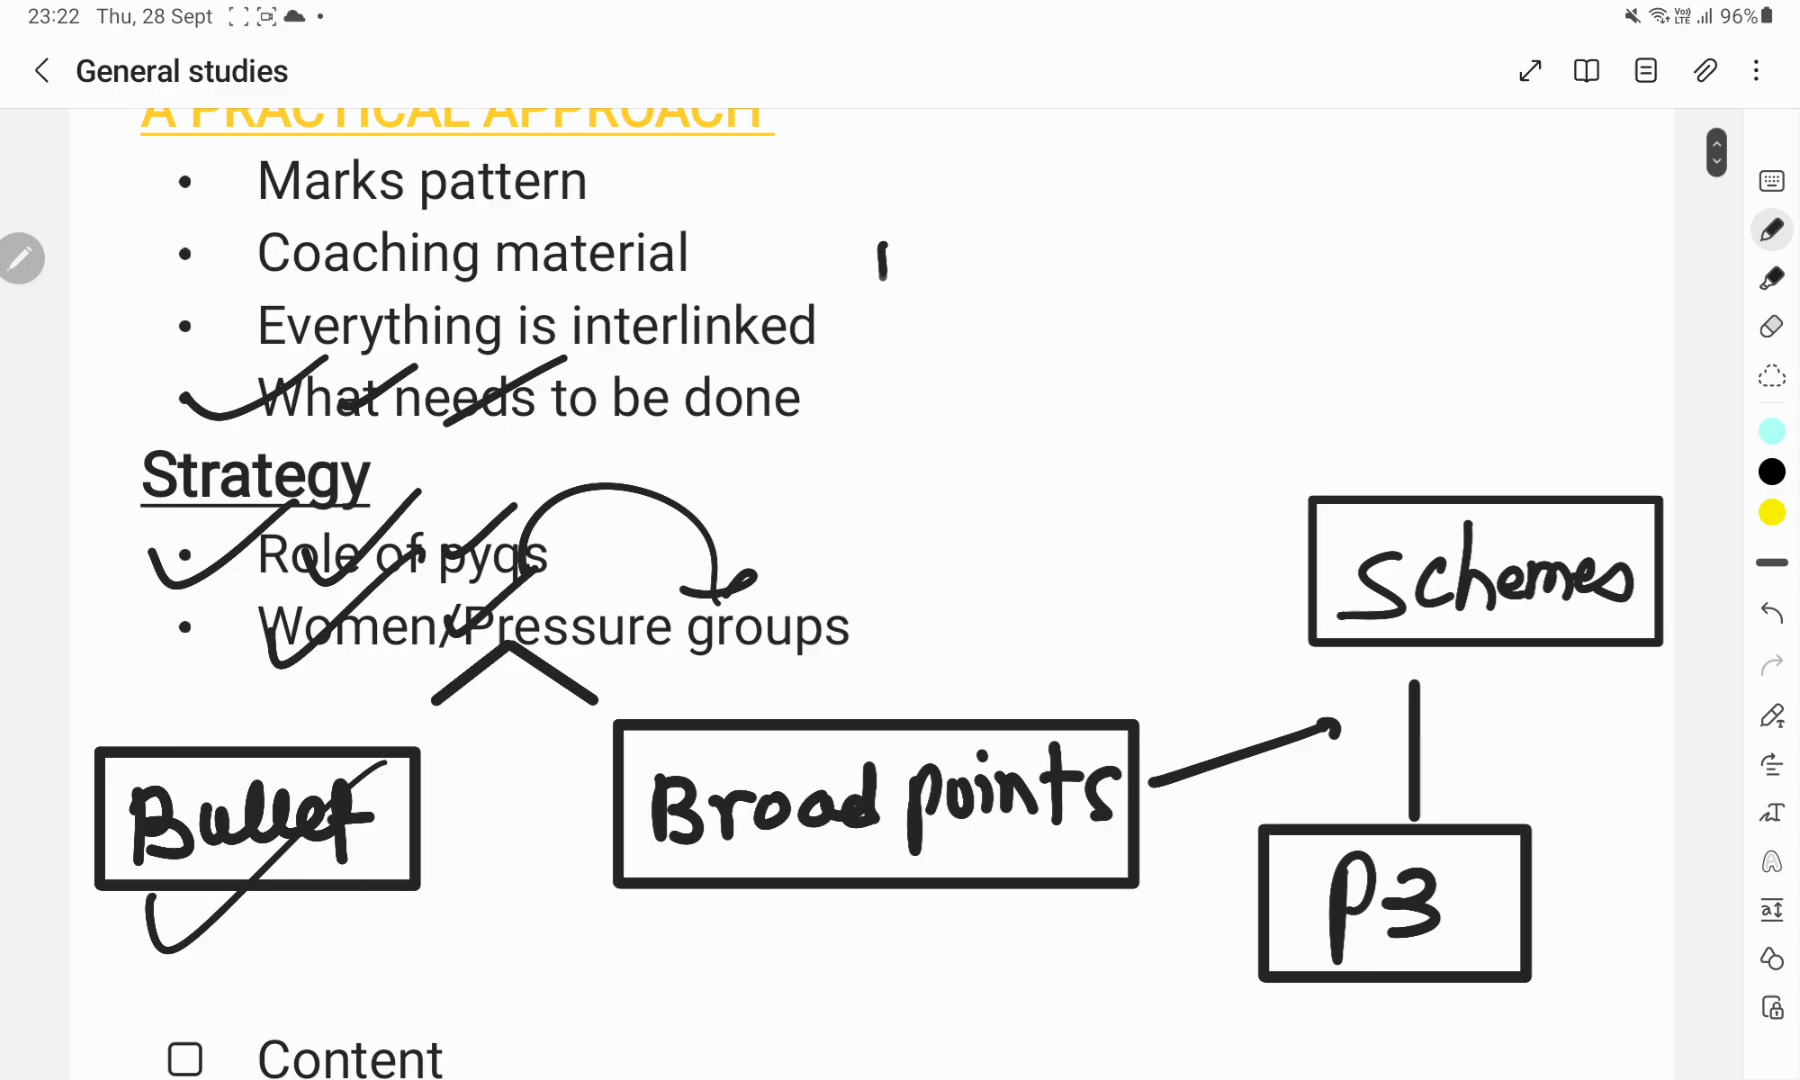 23:22 Thu, 28 Sept 96%
General studies
A PRACTICAL APPROACH
• Marks pattern
• Coaching material
• Everything is interlinked
• What needs to be done
Strategy
• Role of pyqs
• Women/Pressure groups
Schemes
Bullet
Broad points
P3
Content